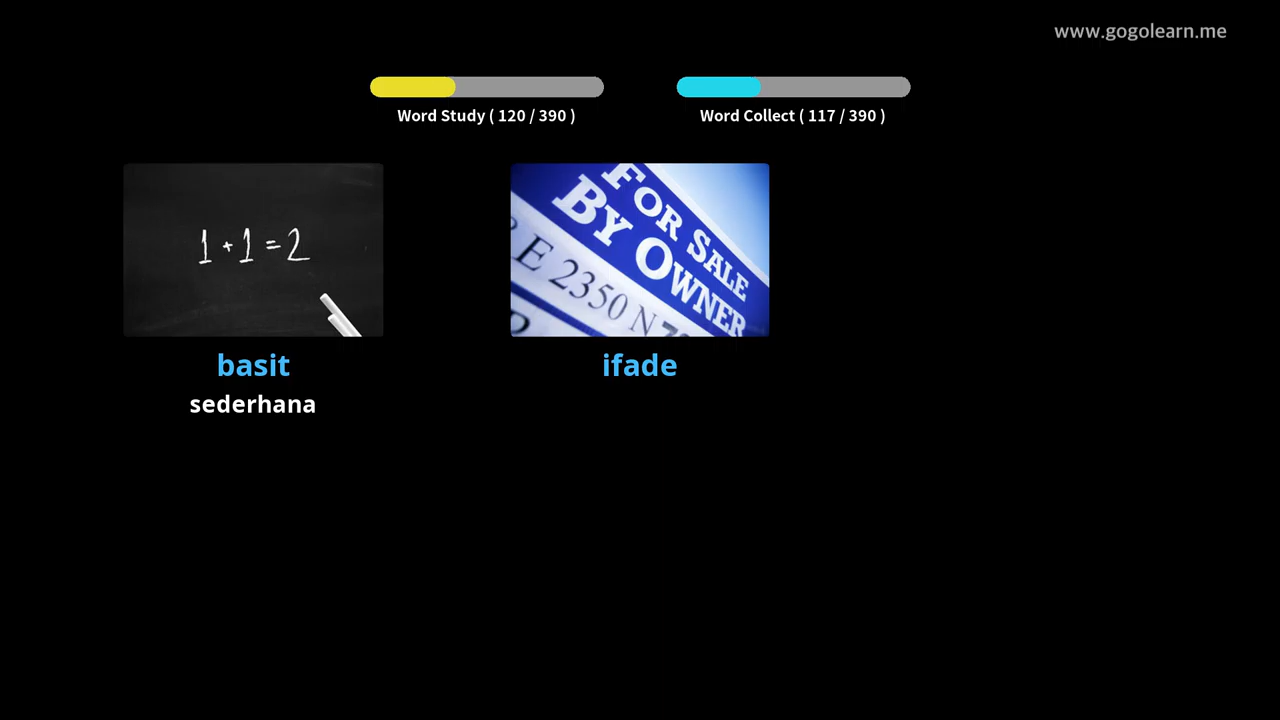 www.gogolearn.me
Word Study ( 120 / 390 )
Word Collect ( 117 / 390 )
1 + 1 = 2
FOR SALE
BY OWNER
E 2350 N
basit
ifade
sederhana